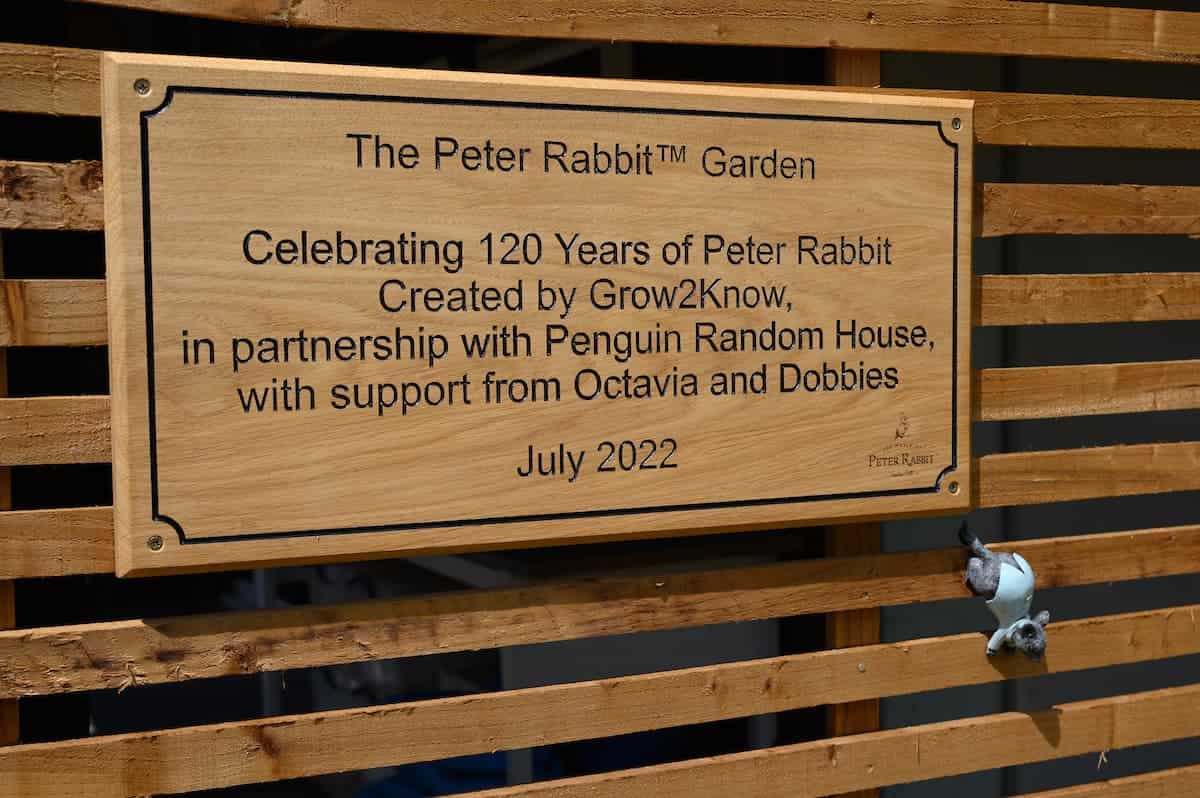 The Peter Rabbit™ Garden
Celebrating 120 Years of Peter Rabbit
Created by Grow2Know,
in partnership with Penguin Random House,
with support from Octavia and Dobbies
July 2022
PETER RABBIT